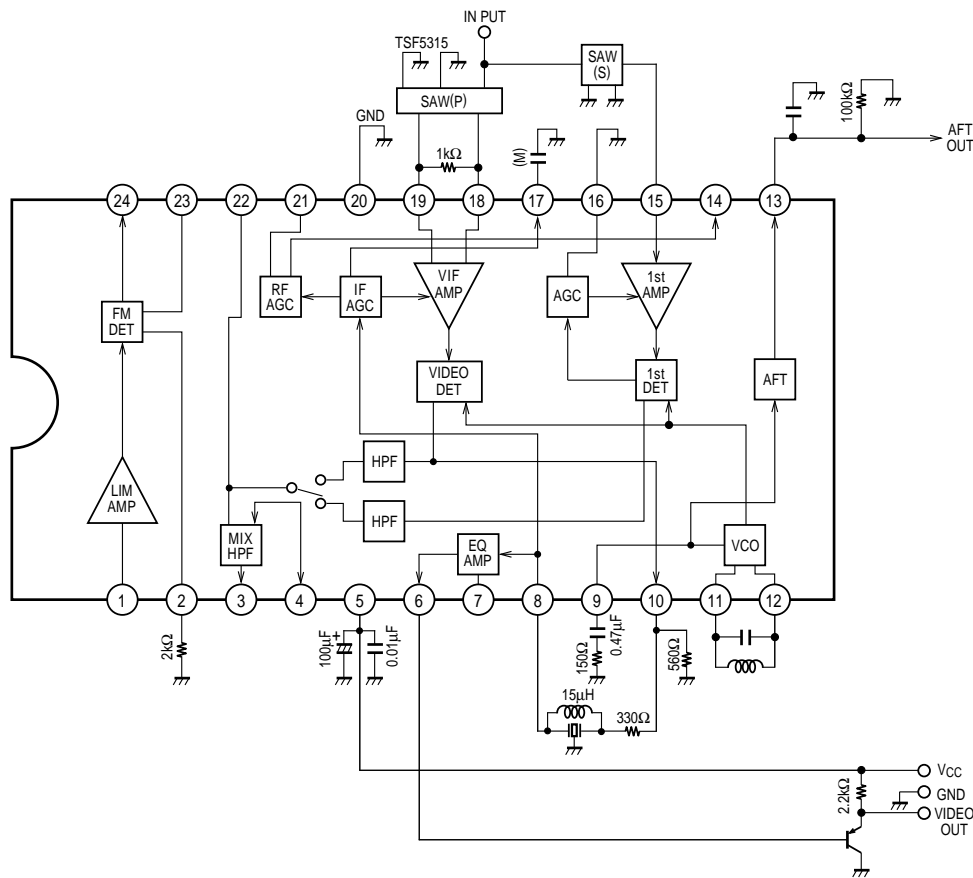 IN PUT
TSF5315
SAW
(S)
SAW(P)
GND
1kΩ
(M)
100kΩ
AFT
OUT
24
23
22
21
20
19
18
17
16
15
14
13
RF
AGC
IF
AGC
VIF
AMP
AGC
1st
AMP
FM
DET
VIDEO
DET
1st
DET
AFT
HPF
HPF
LIM
AMP
MIX
HPF
EQ
AMP
VCO
1
2
3
4
5
6
7
8
9
10
11
12
2kΩ
100µF
+
0.01µF
150Ω
0.47µF
560Ω
15µH
330Ω
2.2kΩ
VCC
GND
VIDEO
OUT